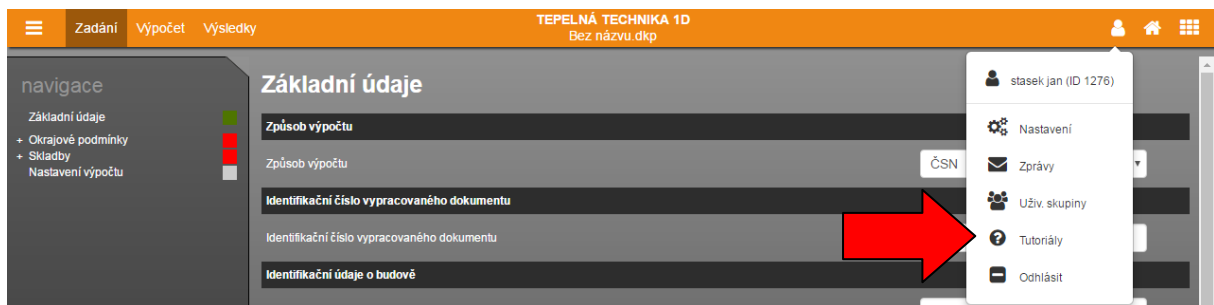 Zadání Výpočet Výsledky
TEPELNÁ TECHNIKA 1D
Bez názvu.dkp
navigace
Základní údaje
+ Okrajové podmínky
+ Skladby
Nastavení výpočtu
Základní údaje
Způsob výpočtu
Způsob výpočtu
ČSN
Identifikační číslo vypracovaného dokumentu
Identifikační číslo vypracovaného dokumentu
Identifikační údaje o budově
stasek jan (ID 1276)
Nastavení
Zprávy
Uživ. skupiny
Tutoriály
Odhlásit